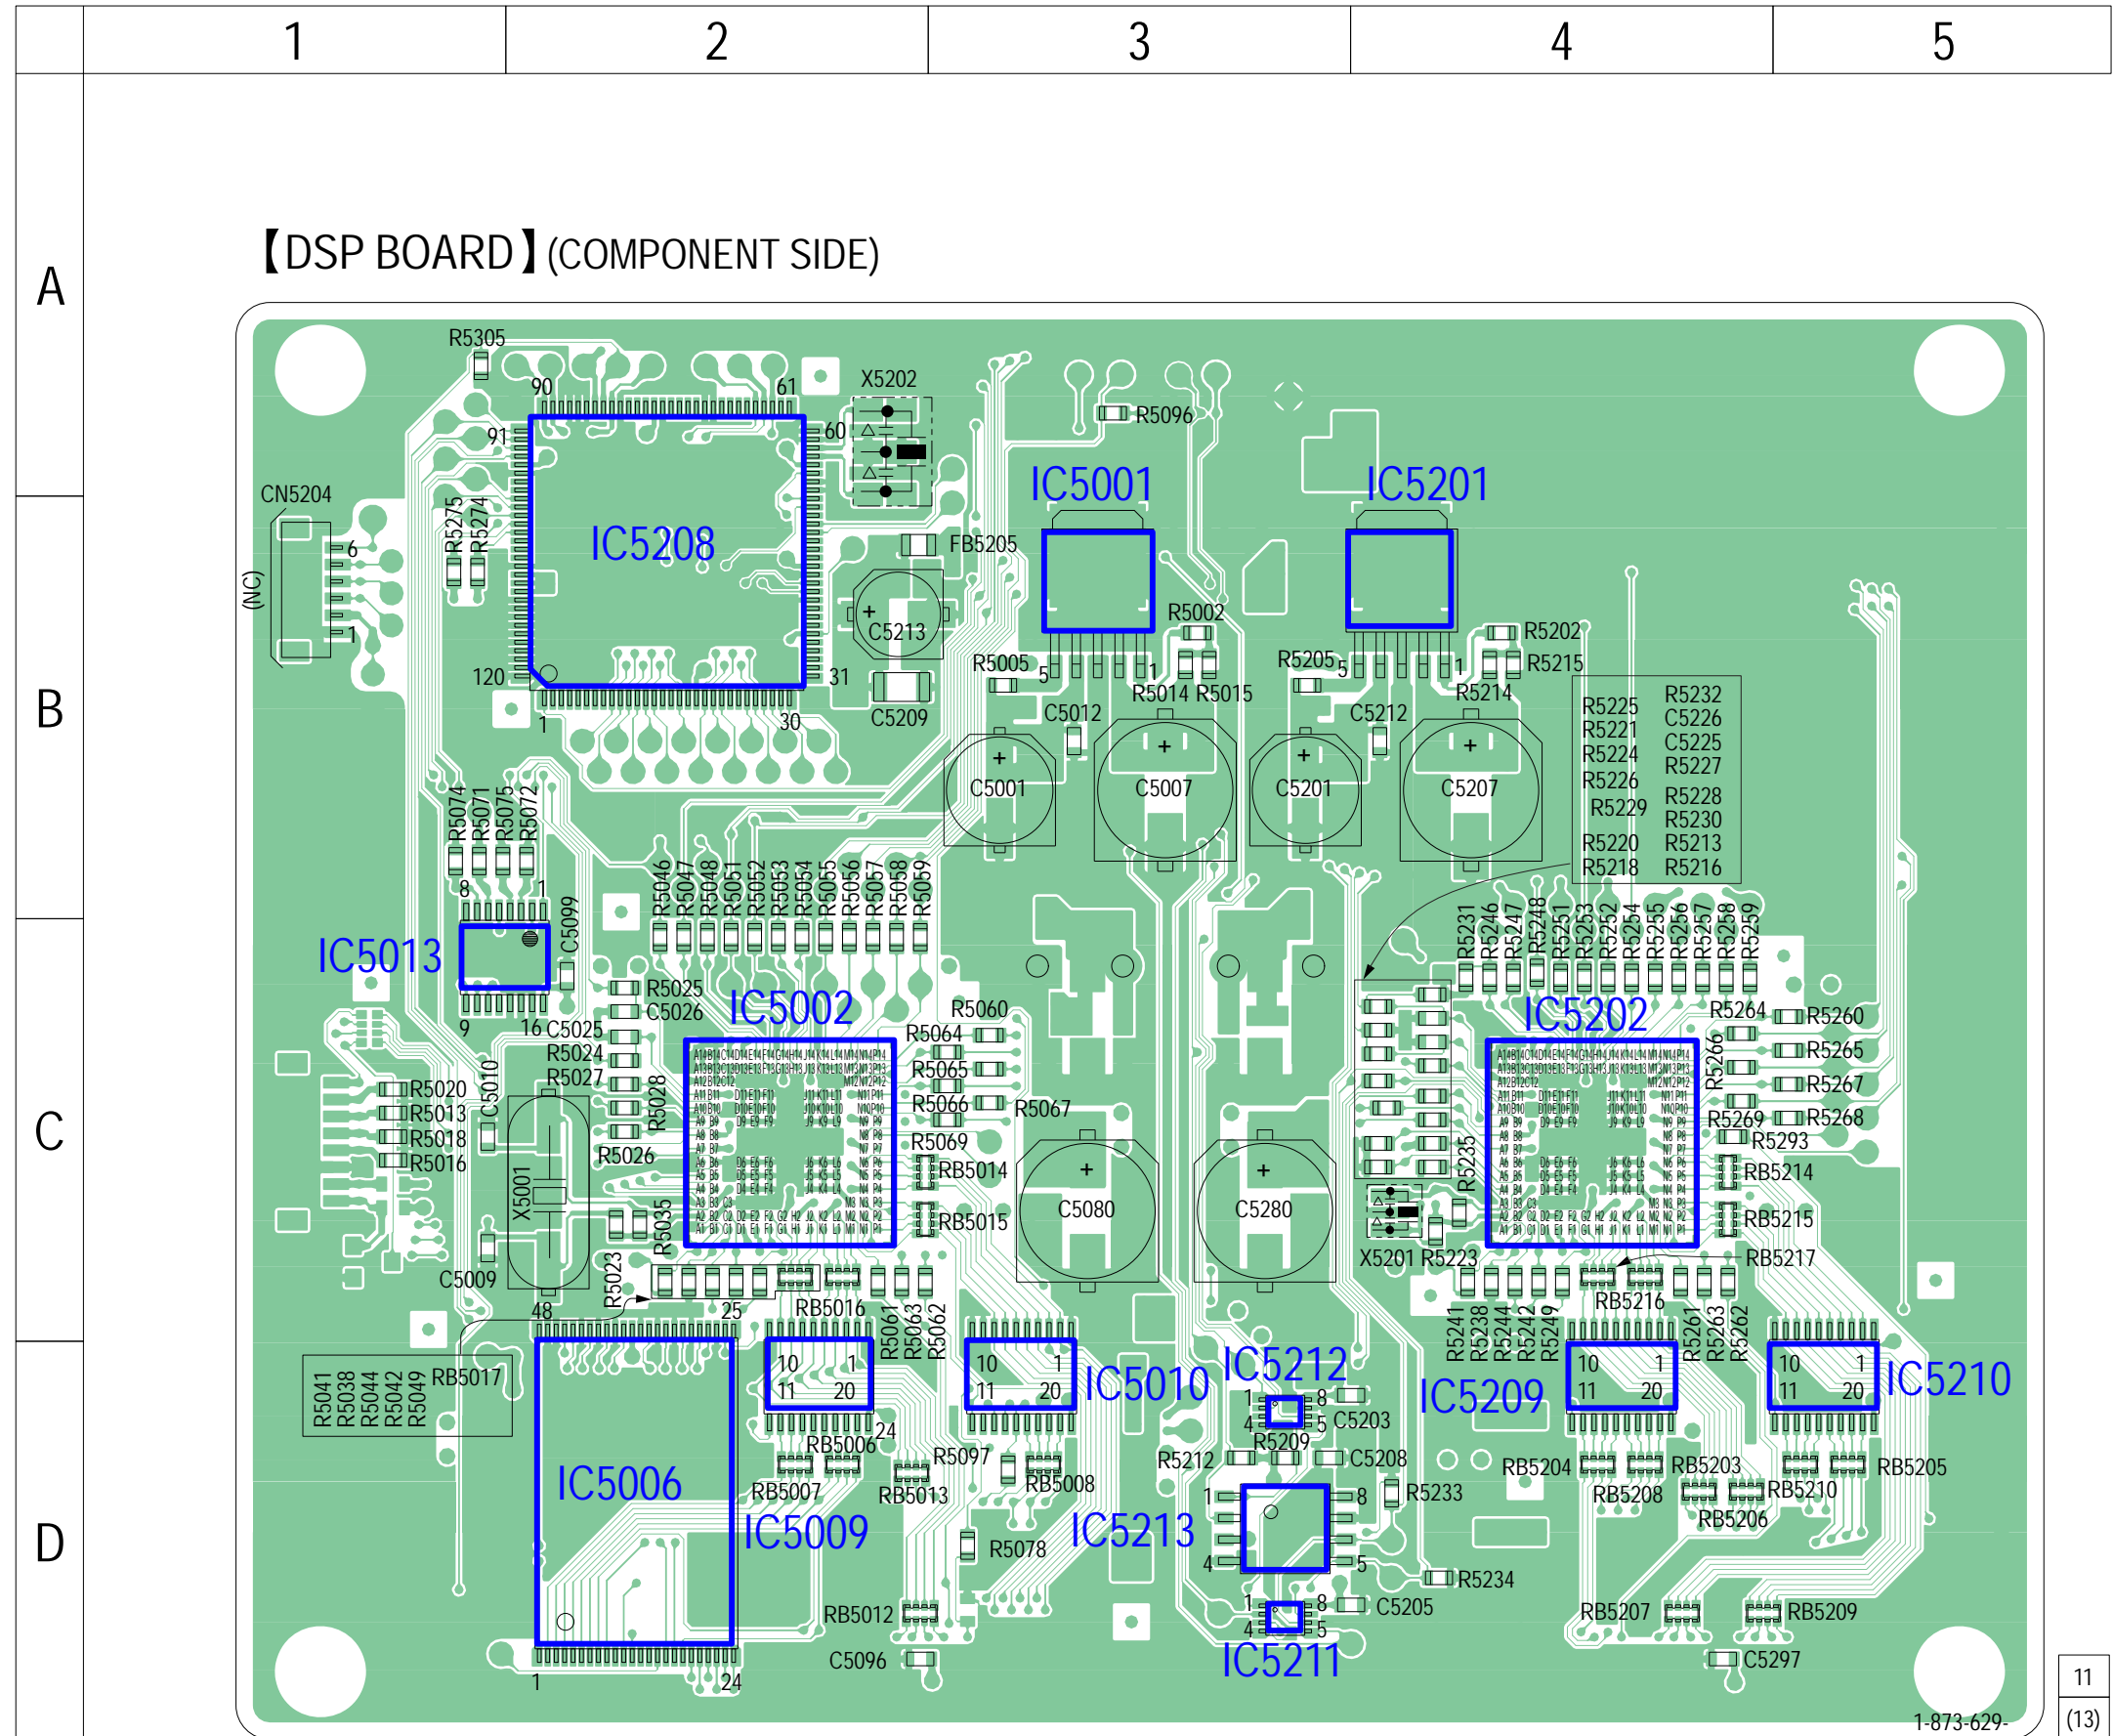 1 2 3 4 5
A
B
C
D
【DSP BOARD】(COMPONENT SIDE)
R5305
90 61
X5202
R5096
91
60
IC5001
IC5201
CN5204
R5275
R5274
6
IC5208
FB5205
(NC)
C5213
1
R5002
R5202
120
31
R5005
5 1
R5205
5 1
R5215
R5014 R5015
R5214
1 30
C5209
C5012
C5212
R5225
R5221
R5224
R5226
R5229
R5220
R5218
R5232
C5226
C5225
R5227
R5228
R5230
R5213
R5216
C5001
C5007
C5201
C5207
R5074
R5071
R5075
R5072
8 1
R5046
R5047
R5048
R5051
R5052
R5053
R5054
R5055
R5056
R5057
R5058
R5059
R5231
R5246
R5247
R5248
R5251
R5253
R5252
R5254
R5255
R5256
R5257
R5258
R5259
IC5013
C5099
9 16
R5025
C5026
C5025
R5024
R5027
R5028
R5026
IC5002
R5060
R5064
R5065
R5066
R5067
R5069
IC5202
R5264
R5260
R5266
R5265
R5267
R5269
R5268
R5293
R5020
R5013
R5018
R5016
C5010
X5001
R5035
RB5014
RB5015
C5080
C5280
R5235
RB5214
RB5215
X5201 R5223
RB5217
C5009
R5023
48 25
RB5016
R5061
R5063
R5062
R5241
R5238
R5244
R5242
R5249
RB5216
R5261
R5263
R5262
R5041
R5038
R5044
R5042
R5049
RB5017
10 1
11 20
24
10 1
11 20
IC5010
IC5212
1 8
4 5
C5203
IC5209
10 1
11 20
10 1
11 20
IC5210
RB5006
R5097
R5212
R5209
C5208
RB5204
RB5203
RB5205
IC5006
RB5007
RB5013
RB5008
R5233
RB5208
RB5210
RB5206
IC5009
IC5213
1 8
4 5
R5078
R5234
RB5012
1 8
4 5
C5205
RB5207
RB5209
C5096
IC5211
C5297
1 24
11
(13)
1-873-629-